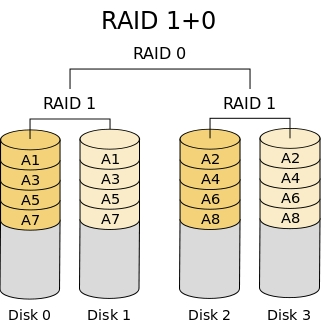 RAID 1+0
RAID 0
RAID 1 RAID 1
A1 A1 A2 A2
A3 A3 A4 A4
A5 A5 A6 A6
A7 A7 A8 A8
Disk 0 Disk 1 Disk 2 Disk 3